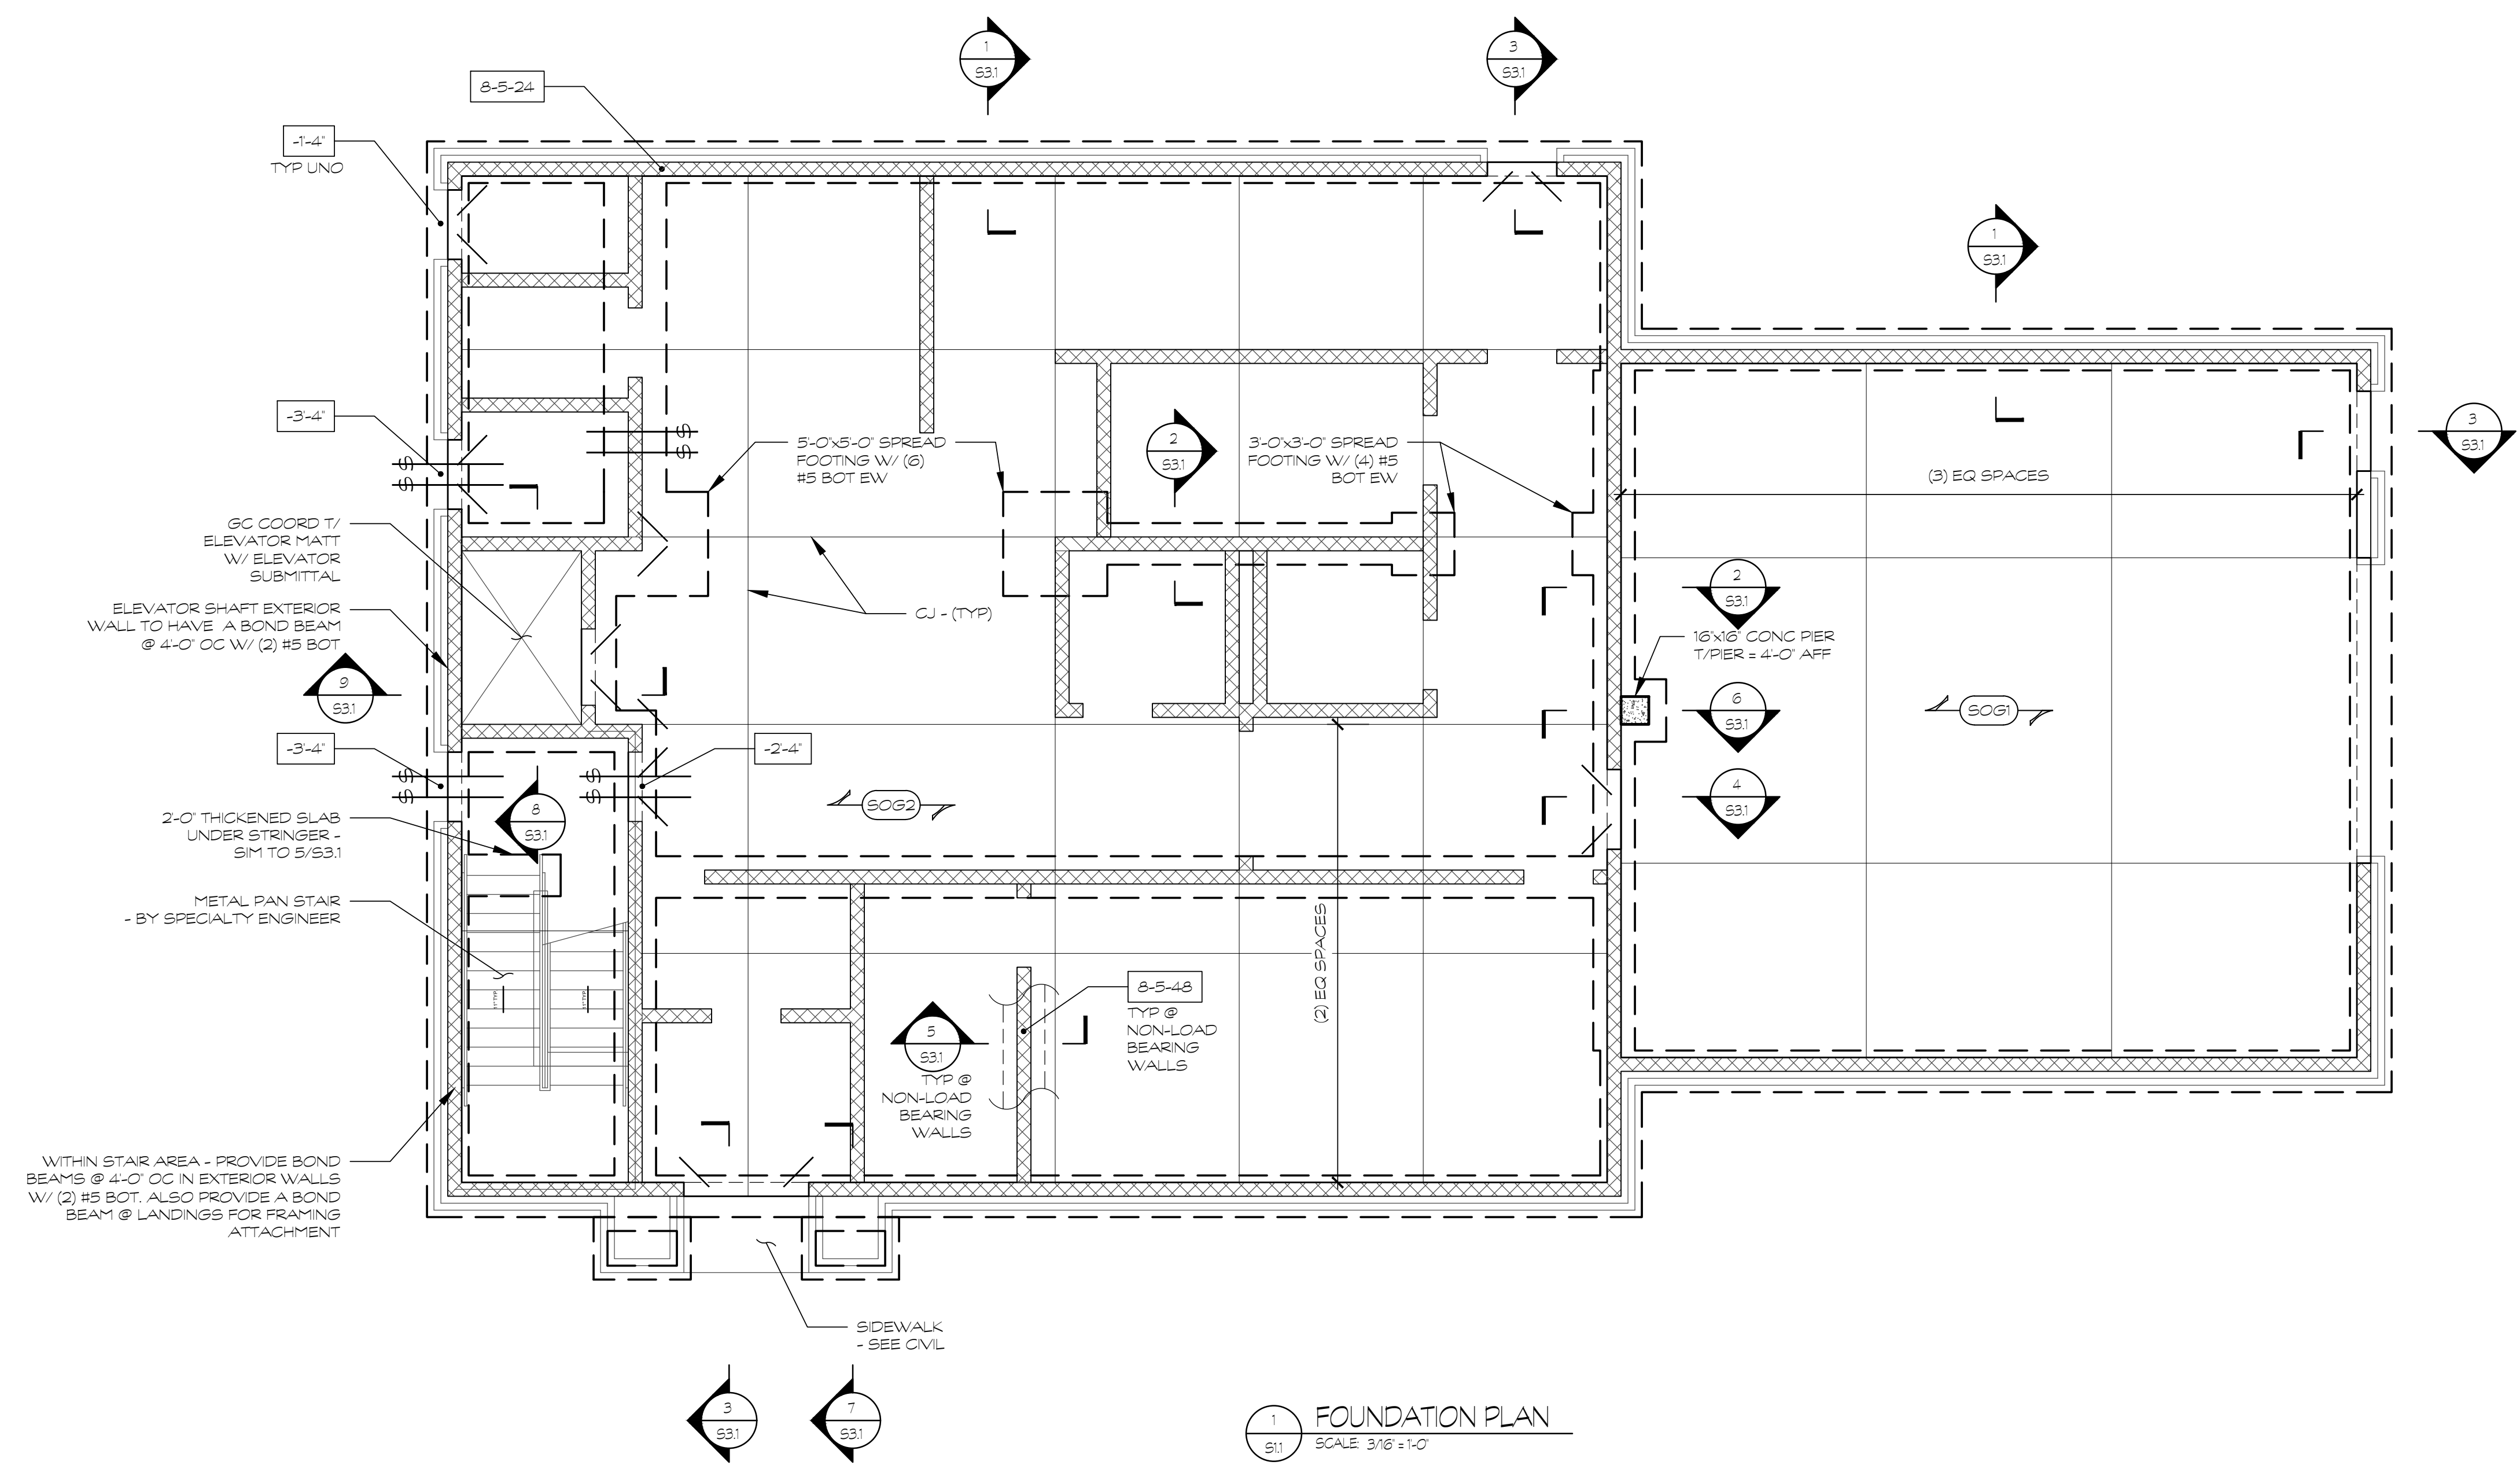 1
S3.1
3
S3.1
8-5-24
-1'-4"
TYP UNO
1
S3.1
-3'-4"
5'-0"x5'-0" SPREAD
FOOTING W/ (6)
#5 BOT EW
2
S3.1
3'-0"x3'-0" SPREAD
FOOTING W/ (4) #5
BOT EW
3
S3.1
(3) EQ SPACES
GC COORD T/
ELEVATOR MATT
W/ ELEVATOR
SUBMITTAL
ELEVATOR SHAFT EXTERIOR
WALL TO HAVE A BOND BEAM
@ 4'-0" OC W/ (2) #5 BOT
CJ - (TYP)
2
S3.1
16"x16" CONC PIER
T/PIER = 4'-0" AFF
9
S3.1
6
S3.1
SOG1
-3'-4"
-2'-4"
4
S3.1
SOG2
8
S3.1
2'-0" THICKENED SLAB
UNDER STRINGER -
SIM TO 5/S3.1
METAL PAN STAIR
- BY SPECIALTY ENGINEER
(2) EQ SPACES
8-5-48
TYP @
NON-LOAD
BEARING
WALLS
5
S3.1
TYP @
NON-LOAD
BEARING
WALLS
WITHIN STAIR AREA - PROVIDE BOND
BEAMS @ 4'-0" OC IN EXTERIOR WALLS
W/ (2) #5 BOT. ALSO PROVIDE A BOND
BEAM @ LANDINGS FOR FRAMING
ATTACHMENT
SIDEWALK
- SEE CIVIL
3
S3.1
7
S3.1
1
S1.1
FOUNDATION PLAN
SCALE: 3/16" = 1'-0"